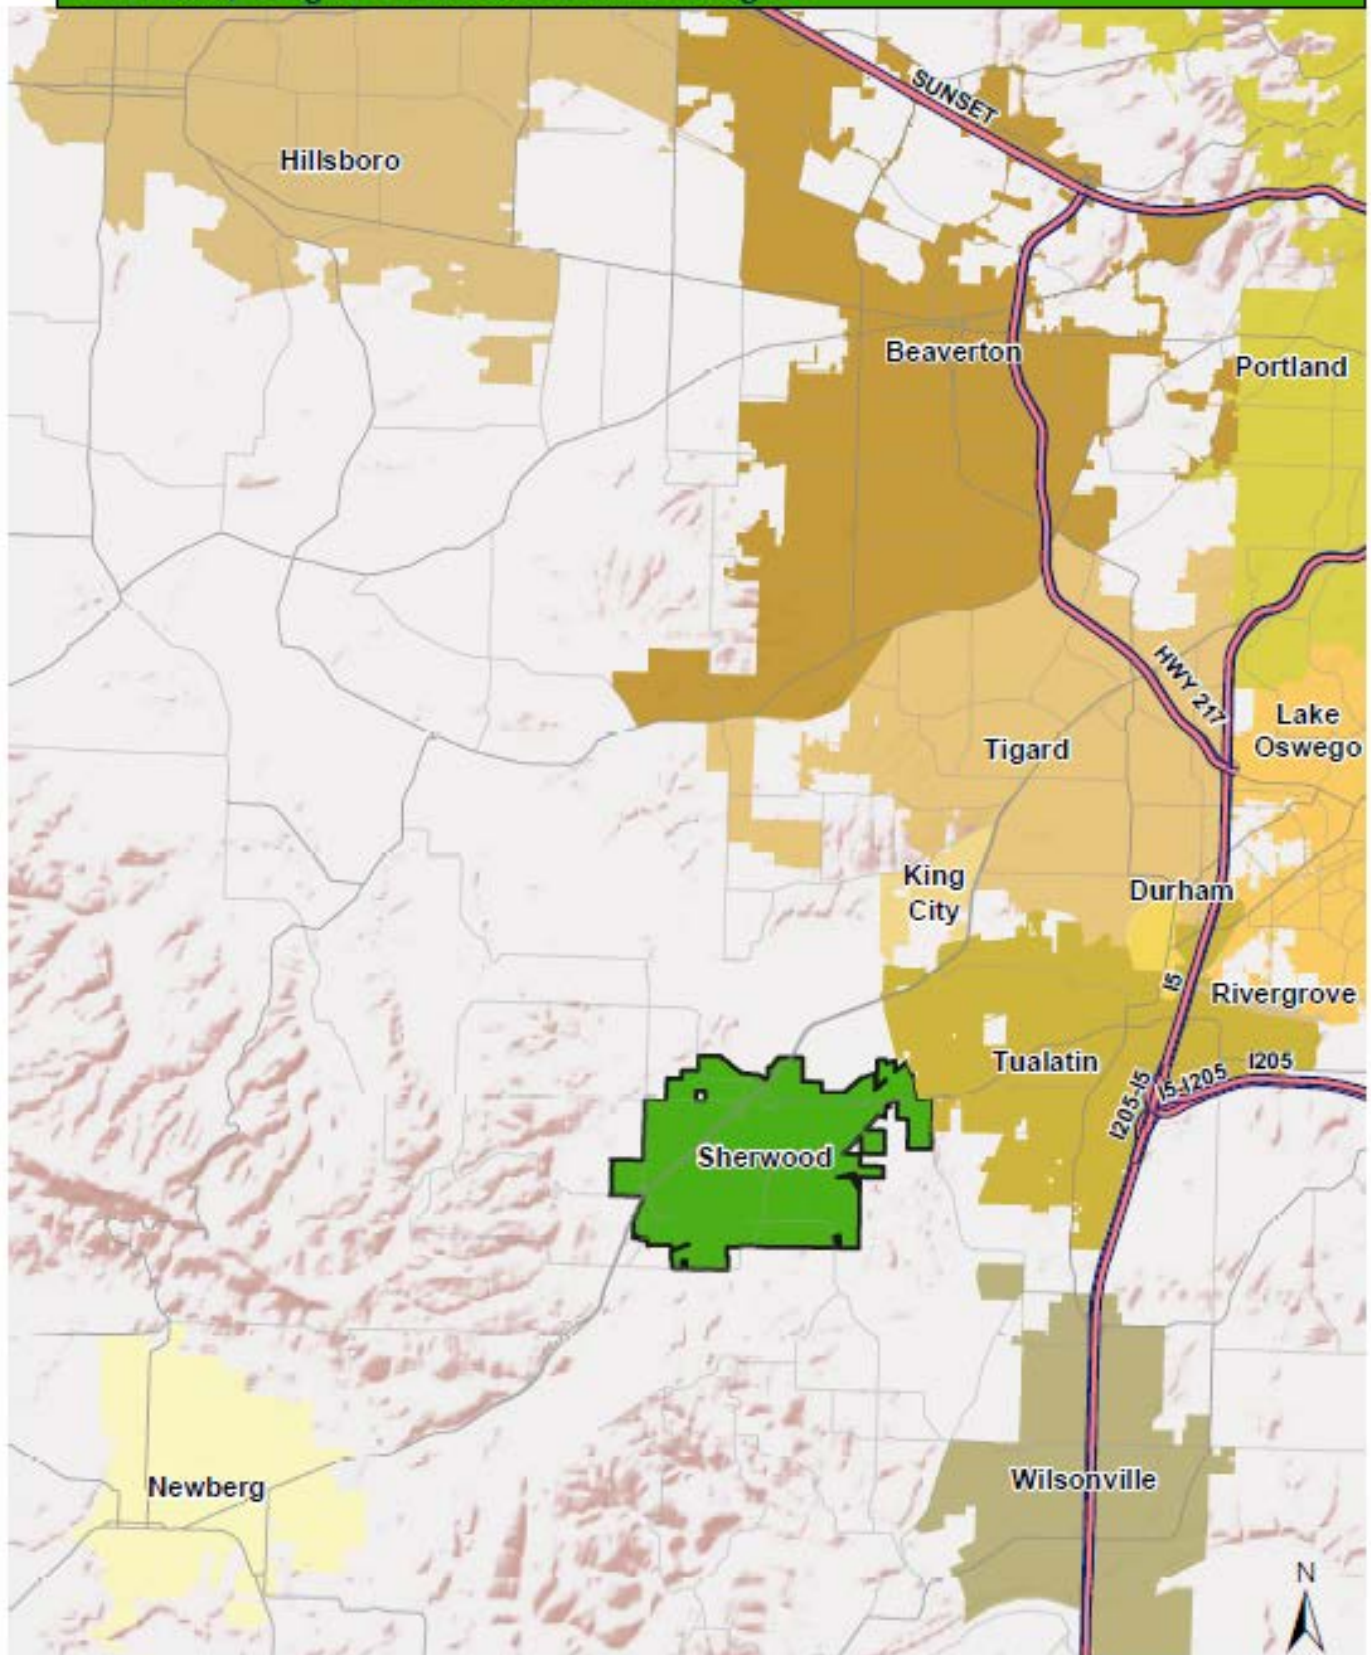 SUNSET
Hillsboro
Beaverton
Portland
HWY 217
Lake
Oswego
Tigard
King
City
Durham
I5
Rivergrove
Tualatin
I205-I5
I5-I205
I205
Sherwood
Newberg
Wilsonville
N